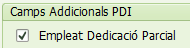 Camps Addicionals PDI
Empleat Dedicació Parcial